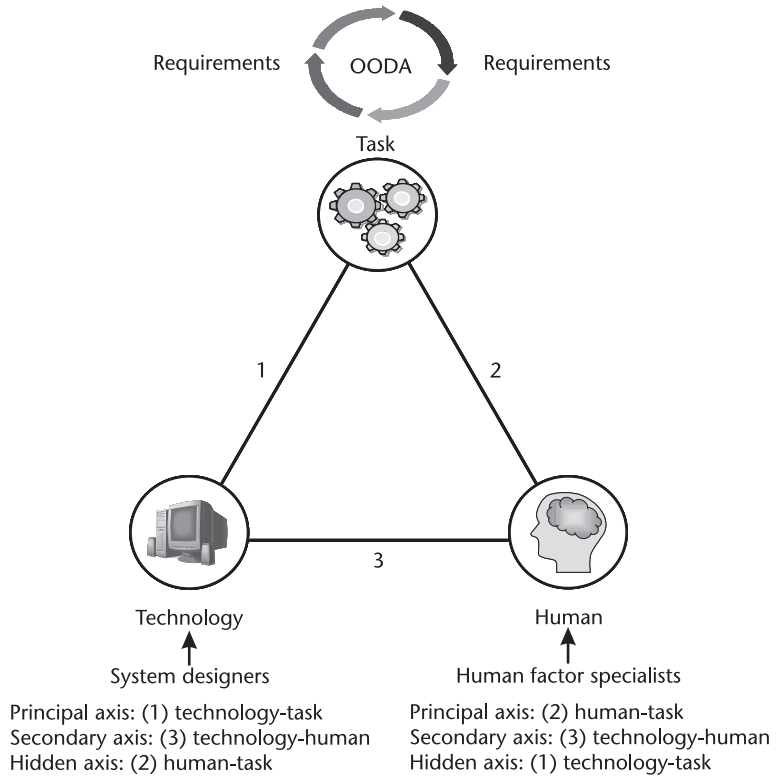 Requirements
OODA
Requirements
Task
1
2
3
Technology
Human
System designers
Human factor specialists
Principal axis: (1) technology-task
Secondary axis: (3) technology-human
Hidden axis: (2) human-task
Principal axis: (2) human-task
Secondary axis: (3) technology-human
Hidden axis: (1) technology-task